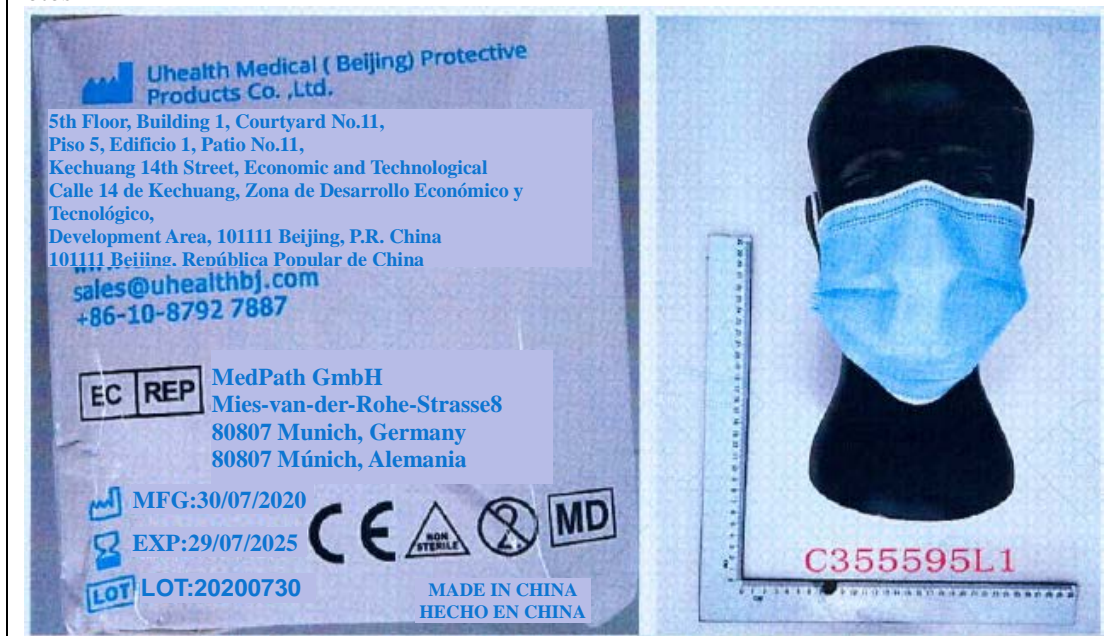 Uhealth Medical ( Beijing) Protective
Products Co. ,Ltd.
5th Floor, Building 1, Courtyard No.11,
Piso 5, Edificio 1, Patio No.11,
Kechuang 14th Street, Economic and Technological
Calle 14 de Kechuang, Zona de Desarrollo Económico y
Tecnológico,
Development Area, 101111 Beijing, P.R. China
101111 Beijing, República Popular de China
sales@uhealthbj.com
+86-10-8792 7887
EC REP
MedPath GmbH
Mies-van-der-Rohe-Strasse8
80807 Munich, Germany
80807 Múnich, Alemania
MFG:30/07/2020
EXP:29/07/2025
CE
NON
STERILE
2
MD
LOT
LOT:20200730
MADE IN CHINA
HECHO EN CHINA
C355595L1